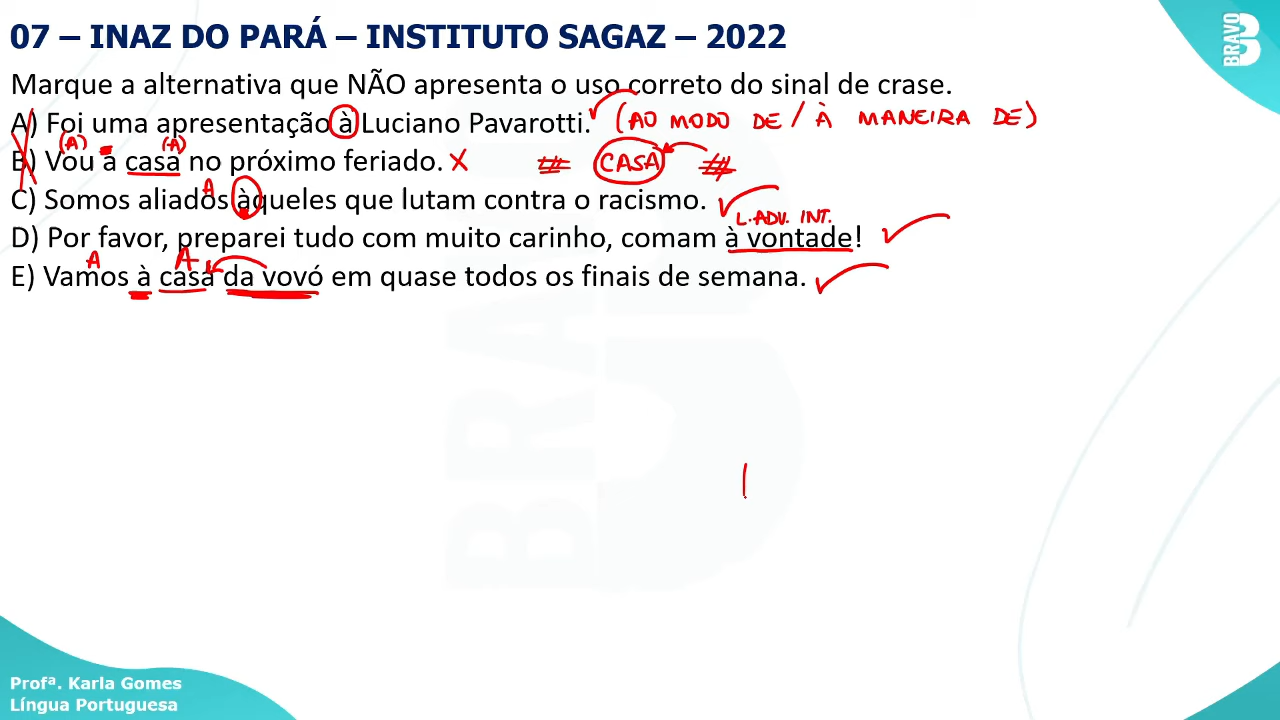 07 – INAZ DO PARÁ – INSTITUTO SAGAZ – 2022
BRAVO
Marque a alternativa que NÃO apresenta o uso correto do sinal de crase.
A) Foi uma apresentação à Luciano Pavarotti. (AO MODO DE / À MANEIRA DE)
(A) (A)
B) Vou à casa no próximo feriado. X CASA
A
C) Somos aliados àqueles que lutam contra o racismo.
L. ADV. INT.
D) Por favor, preparei tudo com muito carinho, comam à vontade!
A A
E) Vamos à casa da vovó em quase todos os finais de semana.
BRAVO
Profª. Karla Gomes
Língua Portuguesa